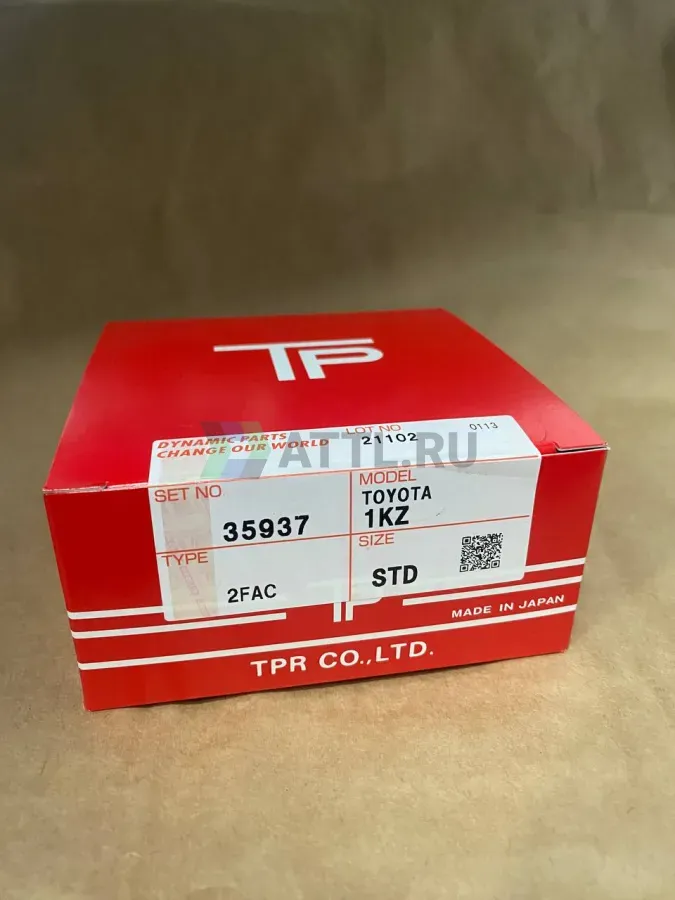 TP
DYNAMIC PARTS
CHANGE OUR WORLD
LOT NO
21102
0113
ATTL.RU
SET NO
35937
MODEL
TOYOTA
1KZ
TYPE
2FAC
SIZE
STD
TP
MADE IN JAPAN
TPR CO.,LTD.